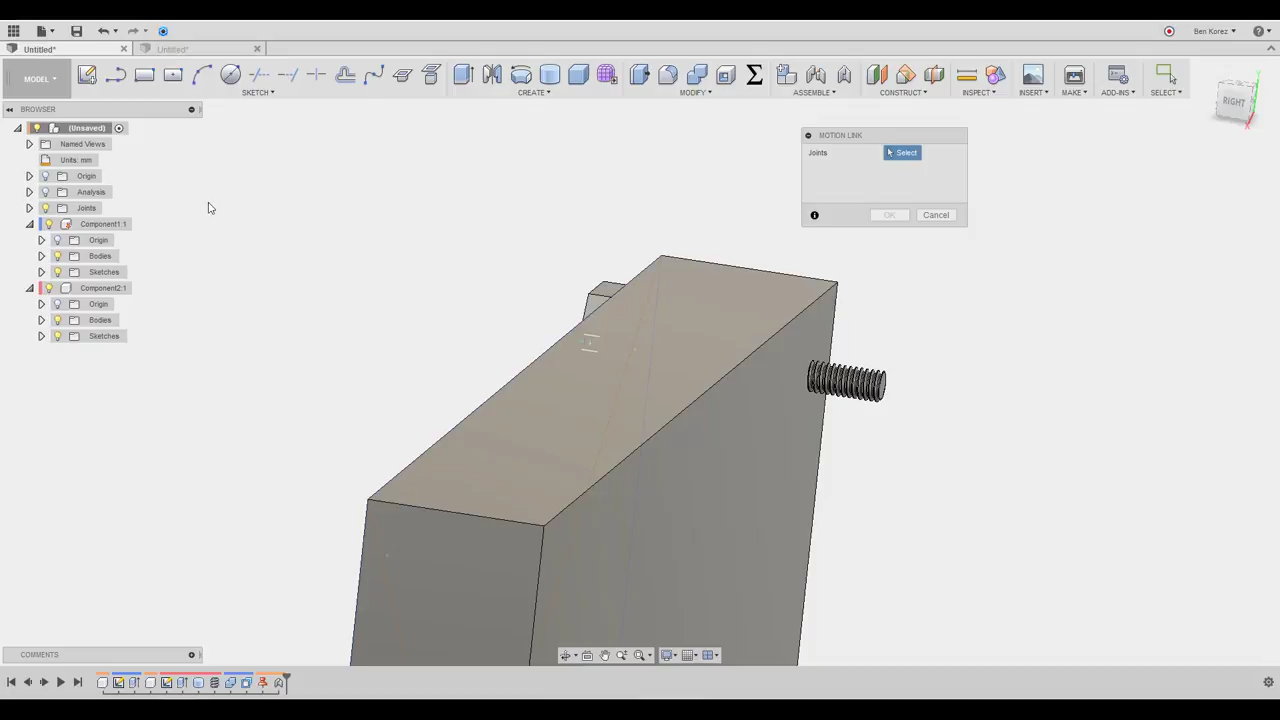 Ben Korez
Untitled*
Untitled*
MODEL
SKETCH
CREATE
MODIFY
ASSEMBLE
CONSTRUCT
INSPECT
INSERT
MAKE
ADD-INS
SELECT
RIGHT
BROWSER
(Unsaved)
Named Views
Units: mm
Origin
Analysis
Joints
Component1:1
Origin
Bodies
Sketches
Component2:1
Origin
Bodies
Sketches
MOTION LINK
Joints
Select
OK
Cancel
COMMENTS